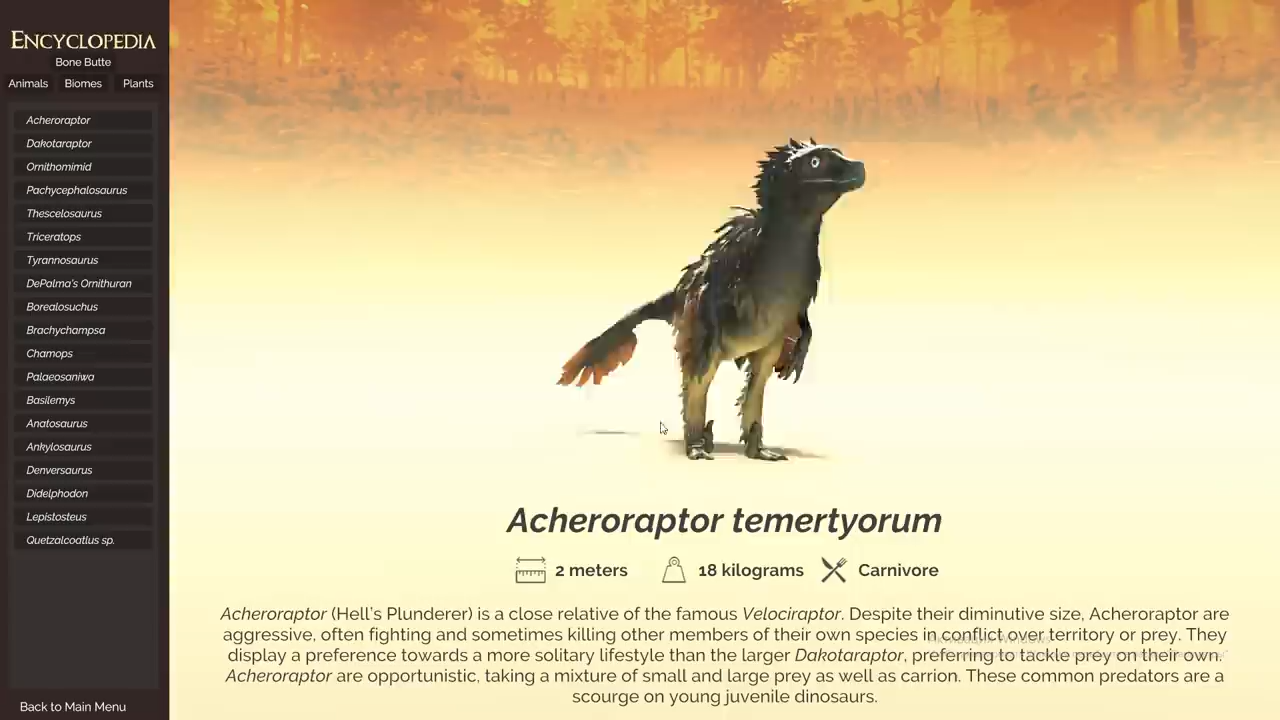 ENCYCLOPEDIA
Bone Butte
Animals Biomes Plants
Acheroraptor
Dakotaraptor
Ornithomimid
Pachycephalosaurus
Thescelosaurus
Triceratops
Tyrannosaurus
DePalma's Ornithuran
Borealosuchus
Brachychampsa
Chamops
Palaeosaniwa
Basilemys
Anatosaurus
Ankylosaurus
Denversaurus
Didelphodon
Lepistosteus
Quetzalcoatlus sp.
Back to Main Menu
Acheroraptor temertyorum
2 meters 18 kilograms Carnivore
Acheroraptor (Hell's Plunderer) is a close relative of the famous Velociraptor. Despite their diminutive size, Acheroraptor are
aggressive, often fighting and sometimes killing other members of their own species in conflict over territory or prey. They
display a preference towards a more solitary lifestyle than the larger Dakotaraptor, preferring to tackle prey on their own.
Acheroraptor are opportunistic, taking a mixture of small and large prey as well as carrion. These common predators are a
scourge on young juvenile dinosaurs.